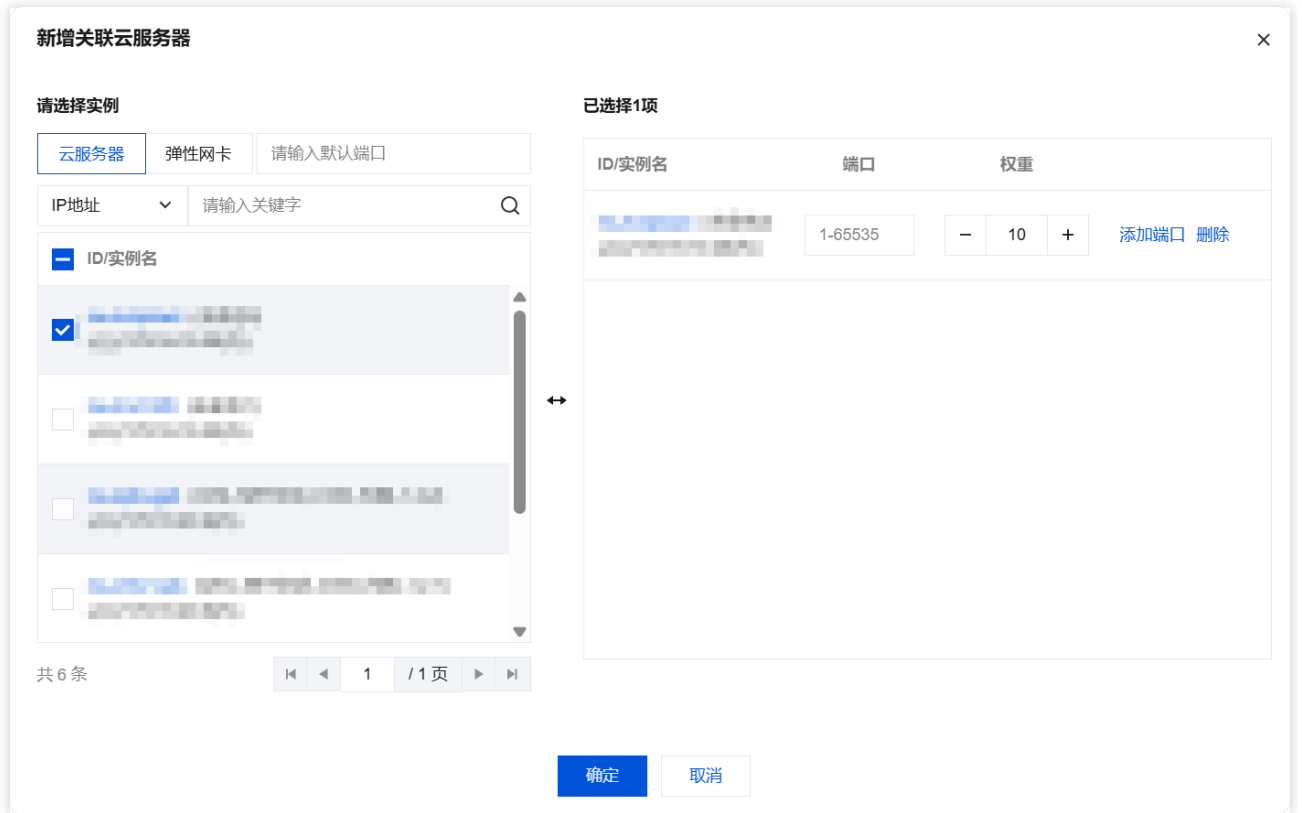 新增关联云服务器
请选择实例
云服务器 弹性网卡 请输入默认端口
IP地址 请输入关键字
ID/实例名
共 6 条 1 / 1 页
已选择1项
ID/实例名 端口 权重
1-65535 10 添加端口 删除
确定 取消